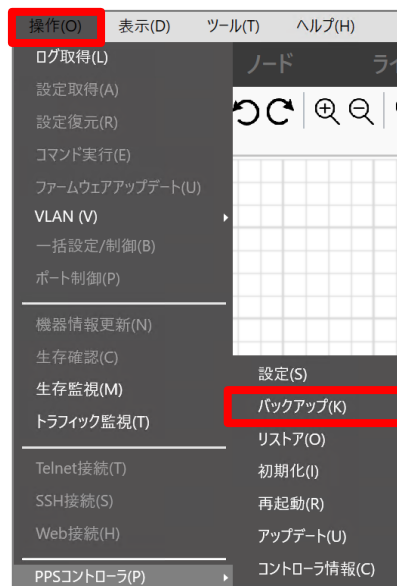 操作(O) 表示(D) ツール(T) ヘルプ(H)
ログ取得(L)
ノード
設定取得(A)
設定復元(R)
コマンド実行(E)
ファームウェアアップデート(U)
VLAN (V)
一括設定/制御(B)
ポート制御(P)
機器情報更新(N)
生存確認(C)
生存監視(M)
トラフィック監視(T)
Telnet接続(T)
SSH接続(S)
Web接続(H)
PPSコントローラ(P)
設定(S)
バックアップ(K)
リストア(O)
初期化(I)
再起動(R)
アップデート(U)
コントローラ情報(C)